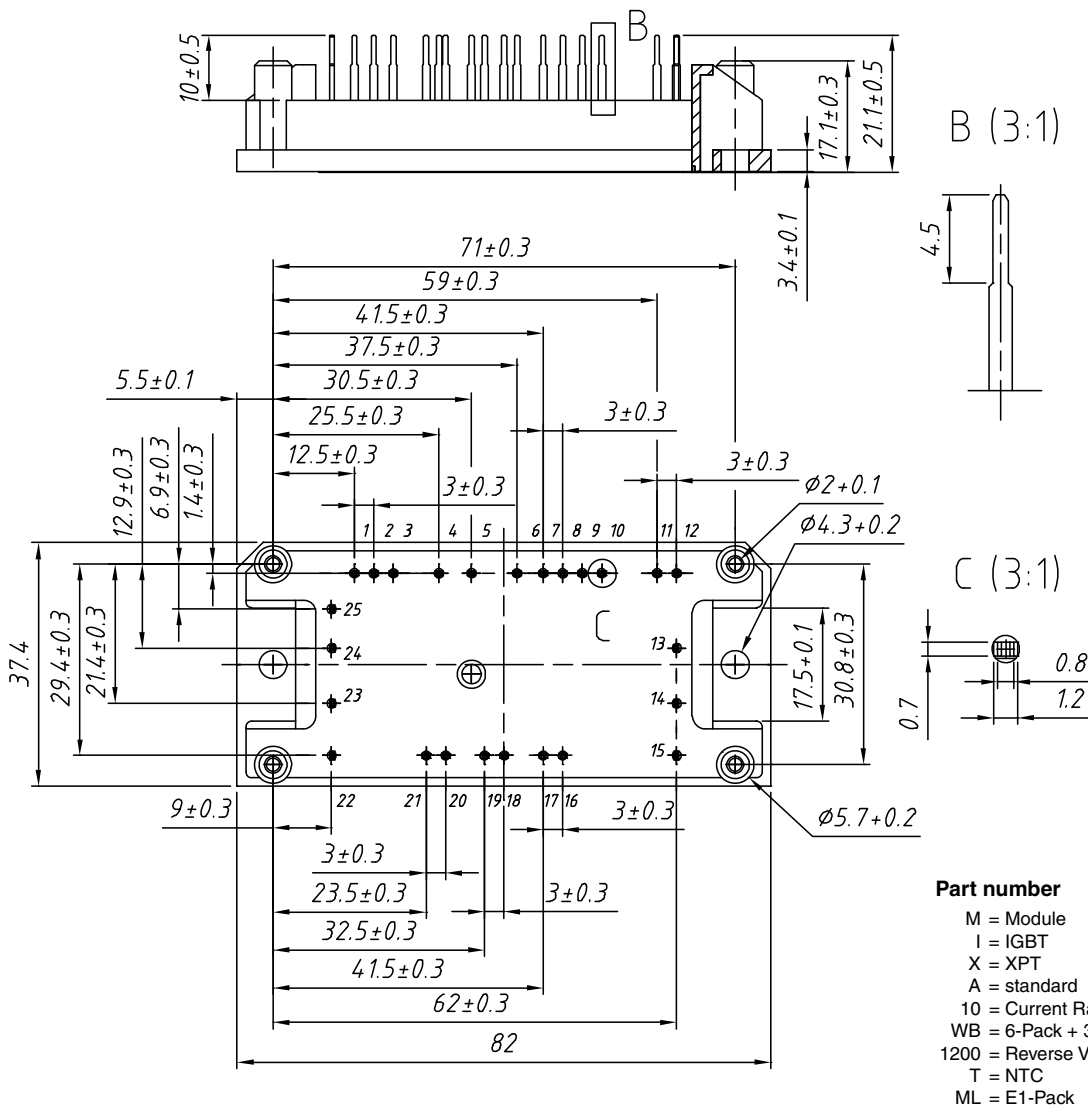 B
10±0.5
17.1±0.3
21.1±0.5
3.4±0.1
B (3:1)
4.5
71±0.3
59±0.3
41.5±0.3
37.5±0.3
5.5±0.1
30.5±0.3
25.5±0.3
3±0.3
12.5±0.3
3±0.3
3±0.3
12.9±0.3
6.9±0.3
1.4±0.3
ϕ2+0.1
ϕ4.3+0.2
1 2 3 4 5 6 7 8 9 10 11 12
C (3:1)
25
C
24
13
23
14
15
37.4
29.4±0.3
21.4±0.3
17.5+0.1
30.8±0.3
0.7
0.8
1.2
22 21 20 19 18 17 16
9±0.3
3±0.3
ϕ5.7+0.2
3±0.3
23.5±0.3
3±0.3
32.5±0.3
41.5±0.3
62±0.3
82
Part number
M = Module
I = IGBT
X = XPT
A = standard
10 = Current
WB = 6-Pack +
1200 = Reverse
T = NTC
ML = E1-Pack